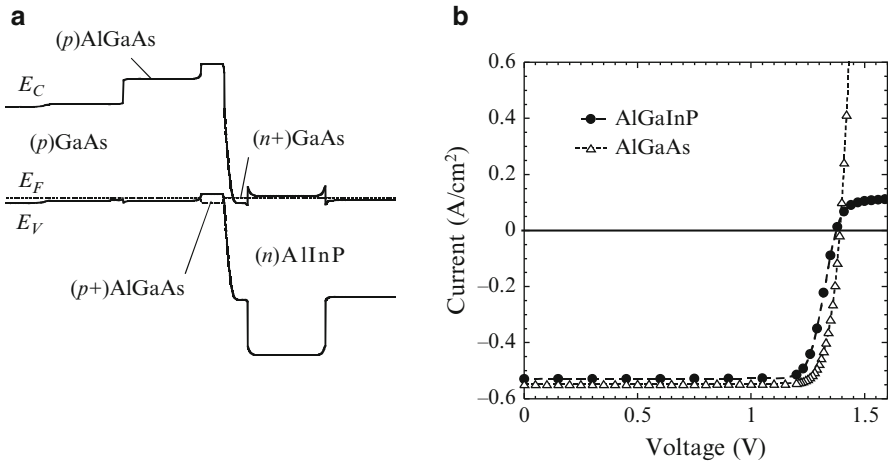 a
(p)AlGaAs
E_C
(p)GaAs
(n+)GaAs
E_F
E_V
(n)AlInP
(p+)AlGaAs
b
0.6
0.4
0.2
0
−0.2
−0.4
−0.6
Current (A/cm²)
AlGaInP
AlGaAs
0 0.5 1 1.5
Voltage (V)